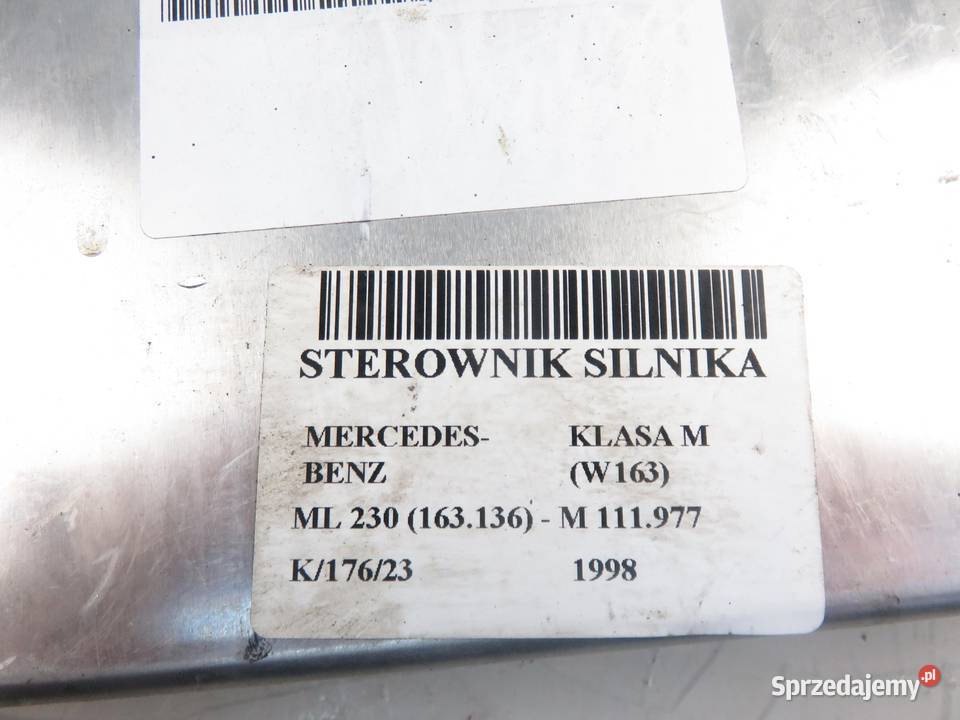 STEROWNIK SILNIKA
MERCEDES- KLASA M
BENZ (W163)
ML 230 (163.136) - M 111.977
K/176/23 1998
Sprzedajemy.pl